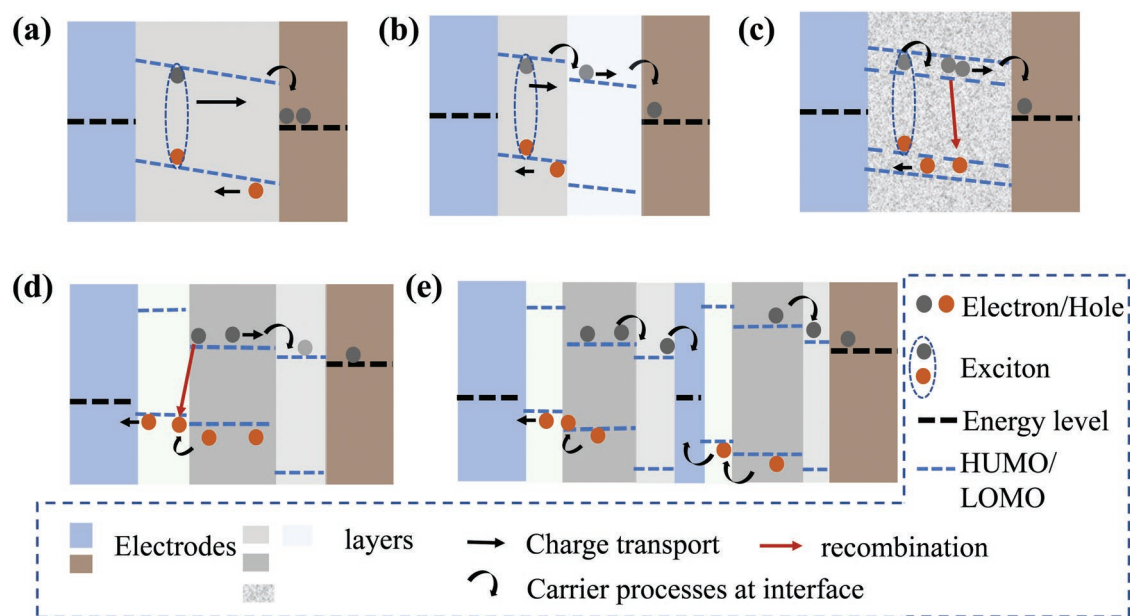 (a)
(b)
(c)
(d)
(e)
Electron/Hole
Exciton
Energy level
HUMO/
LOMO
Electrodes
layers
Charge transport
recombination
Carrier processes at interface